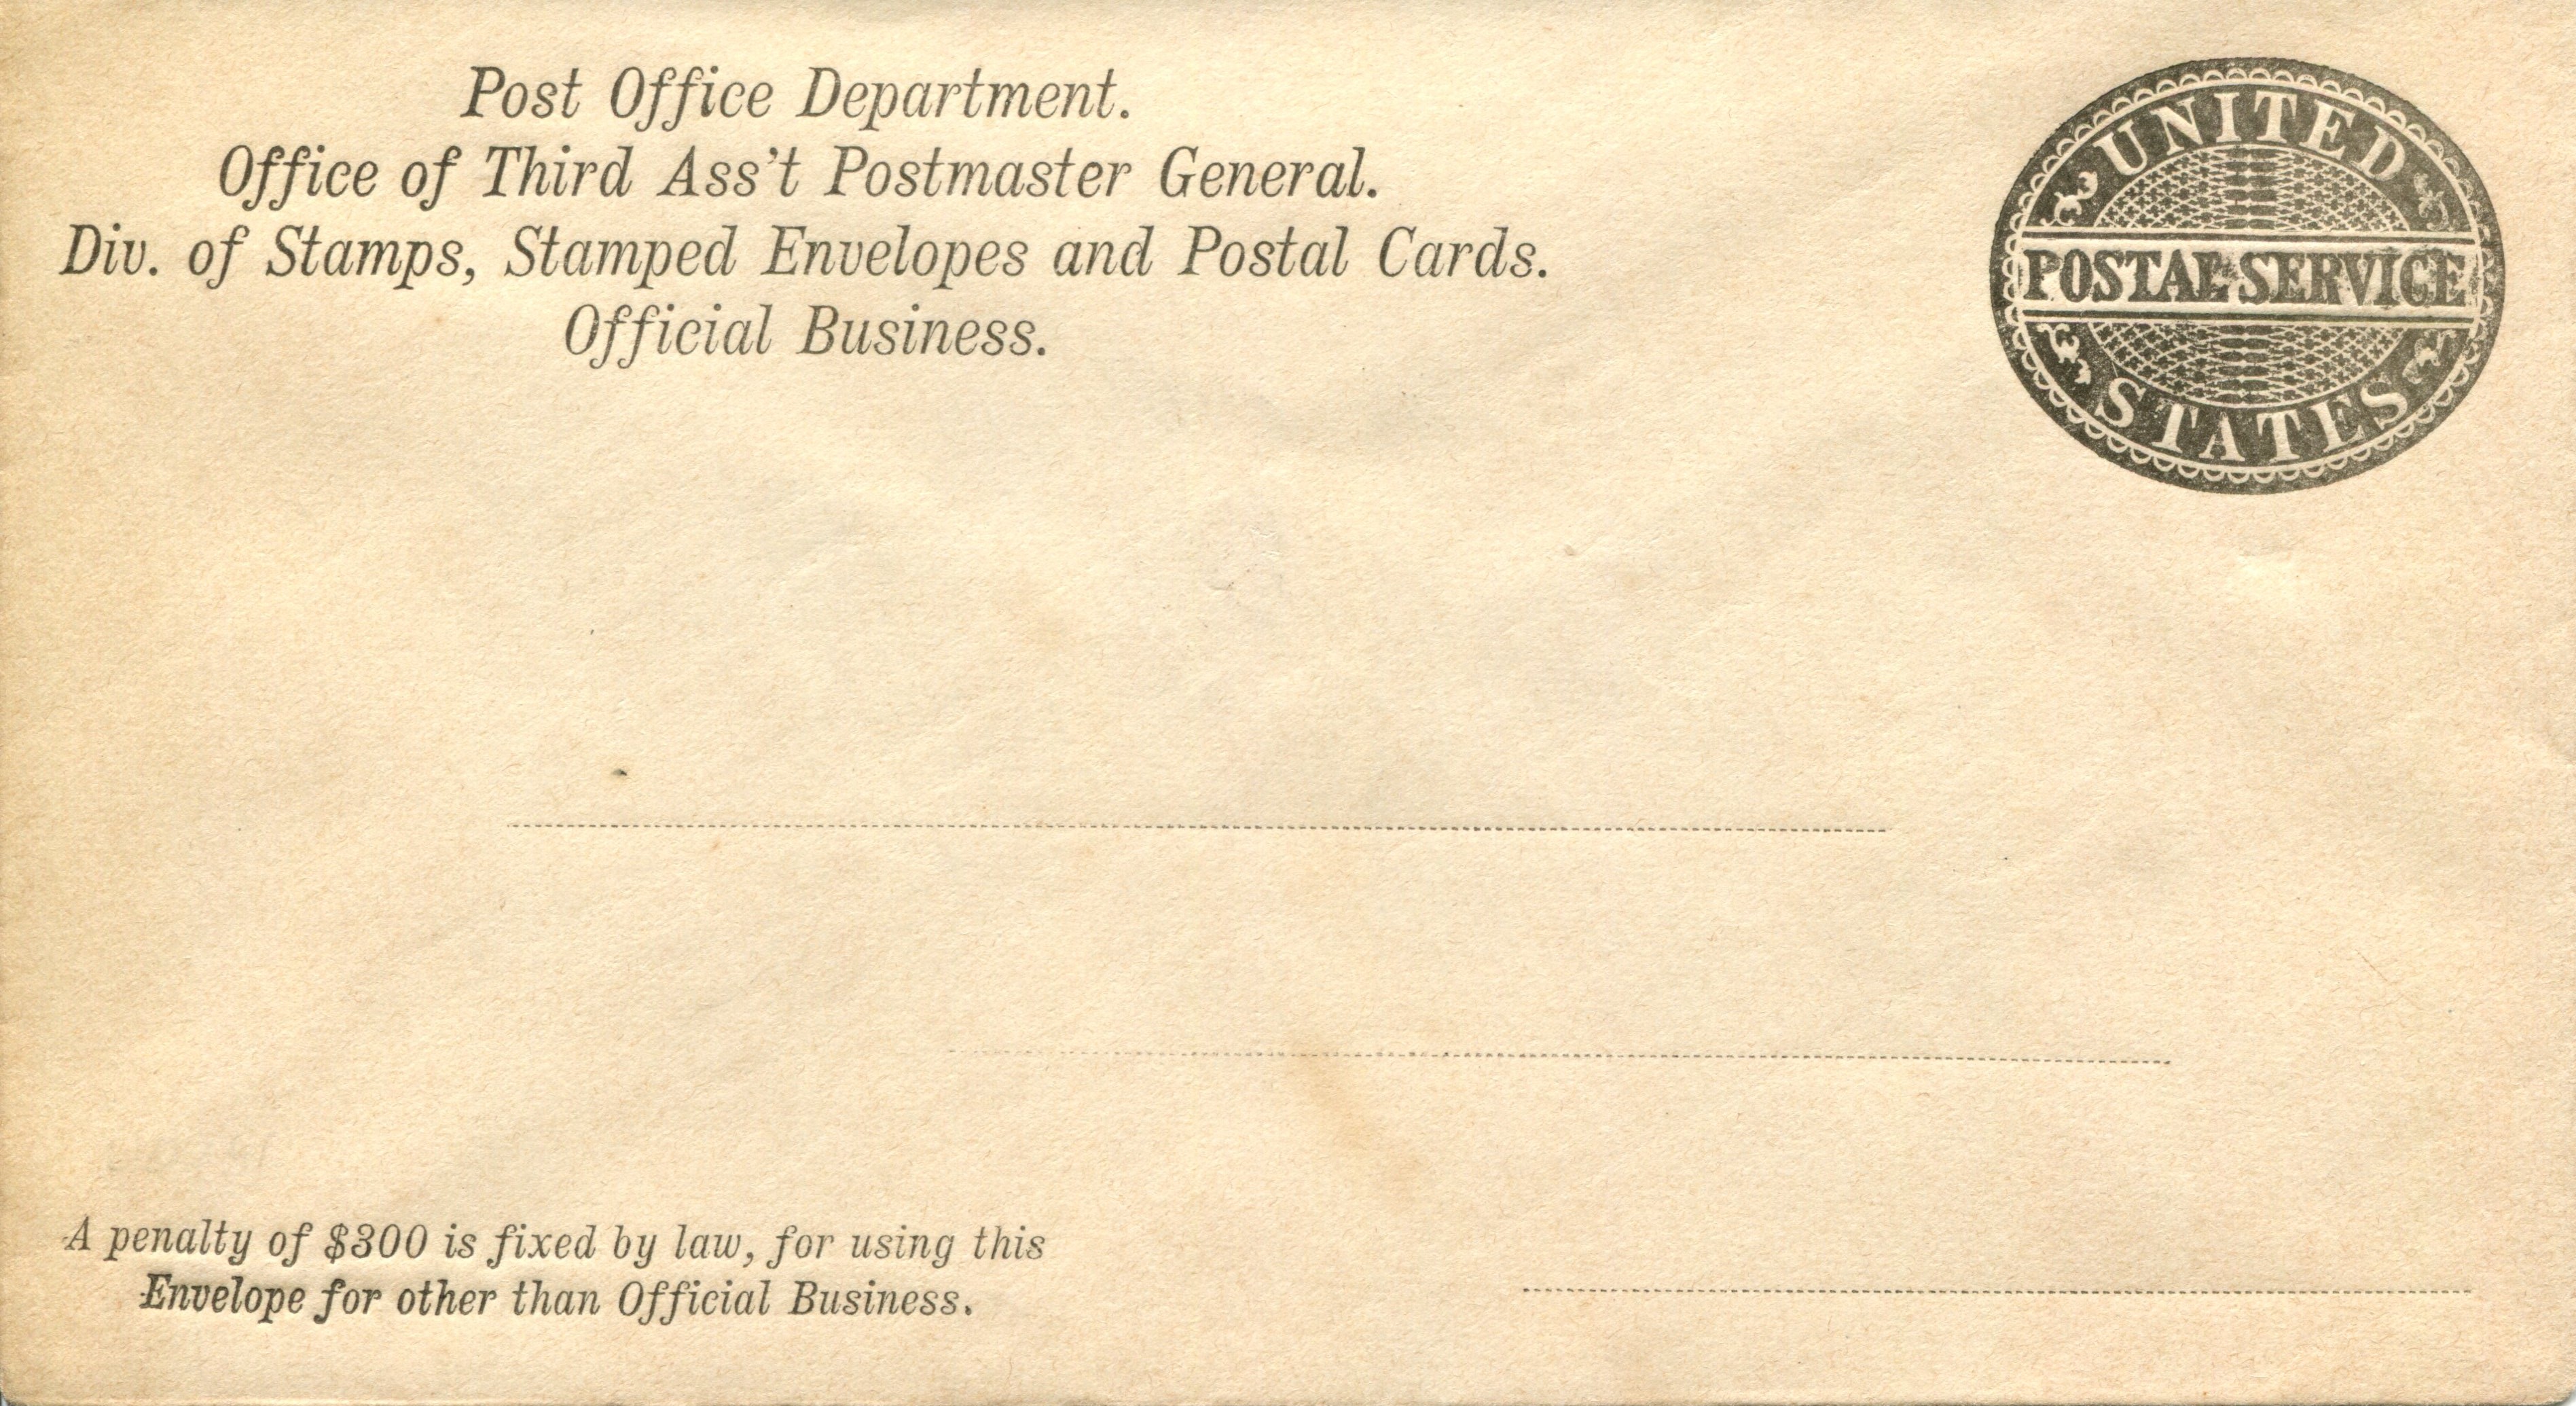 Post Office Department.
Office of Third Ass't Postmaster General.
Div. of Stamps, Stamped Envelopes and Postal Cards.
Official Business.
UNITED
POSTAL SERVICE
STATES
A penalty of $300 is fixed by law, for using this
Envelope for other than Official Business.